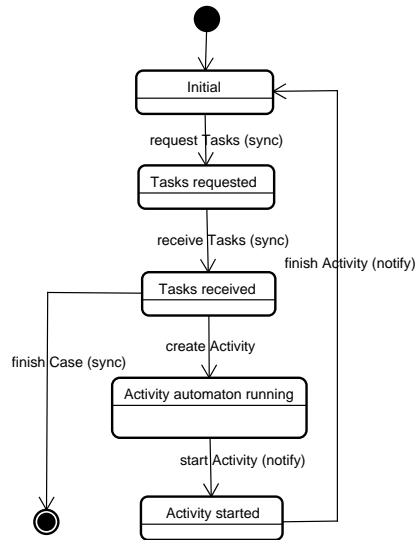 Initial
request Tasks (sync)
Tasks requested
receive Tasks (sync)
finish Activity (notify)
Tasks received
create Activity
finish Case (sync)
Activity automaton running
start Activity (notify)
Activity started